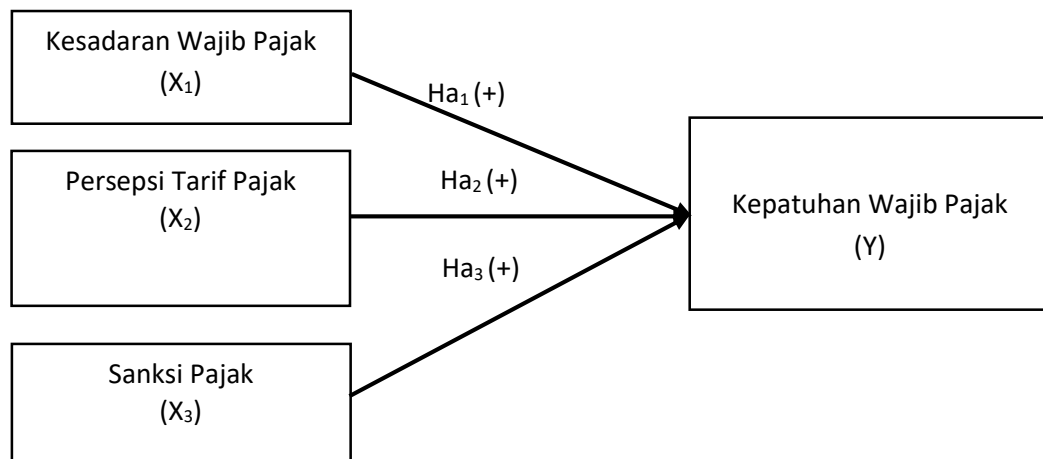 Kesadaran Wajib Pajak
(X₁)
Ha₁ (+)
Persepsi Tarif Pajak
(X₂)
Ha₂ (+)
Kepatuhan Wajib Pajak
(Y)
Ha₃ (+)
Sanksi Pajak
(X₃)